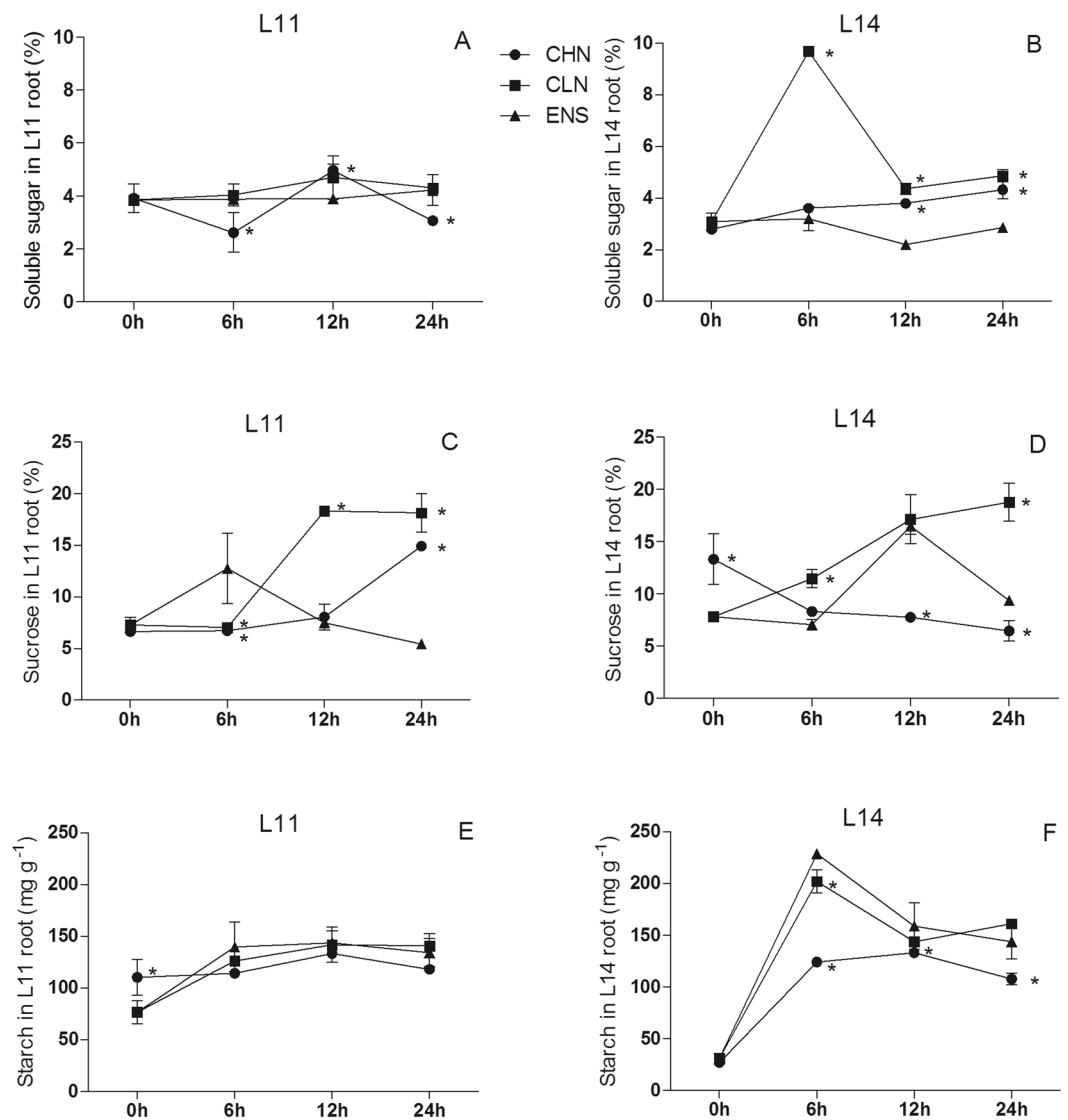 L11
A
Soluble sugar in L11 root (%)
10
8
6
4
2
0
0h 6h 12h 24h
*
*
*
CHN
CLN
ENS
L14
B
Soluble sugar in L14 root (%)
10
8
6
4
2
0
0h 6h 12h 24h
*
*
*
*
*
L11
C
Sucrose in L11 root (%)
25
20
15
10
5
0
0h 6h 12h 24h
*
*
*
*
*
L14
D
Sucrose in L14 root (%)
25
20
15
10
5
0
0h 6h 12h 24h
*
*
*
*
*
L11
E
Starch in L11 root (mg g⁻¹)
250
200
150
100
50
0
0h 6h 12h 24h
*
L14
F
Starch in L14 root (mg g⁻¹)
250
200
150
100
50
0
0h 6h 12h 24h
*
*
*
*